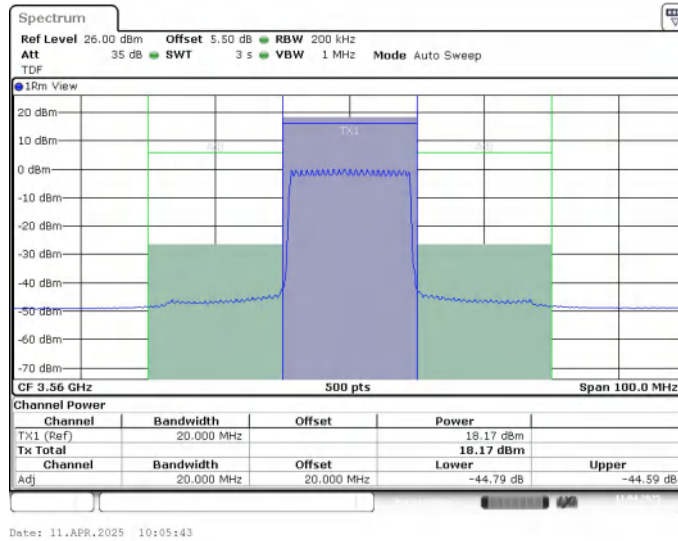 Spectrum
Ref Level 26.00 dBm Offset 5.50 dB RBW 200 kHz
Att 35 dB SWT 3 s VBW 1 MHz Mode Auto Sweep
TDF
1Rm View
20 dBm
TX1
10 dBm
Adj Adj
0 dBm
-10 dBm
-20 dBm
-30 dBm
-40 dBm
-50 dBm
-60 dBm
-70 dBm
CF 3.56 GHz 500 pts Span 100.0 MHz
Channel Power
Channel Bandwidth Offset Power
TX1 (Ref) 20.000 MHz 18.17 dBm
Tx Total 18.17 dBm
Channel Bandwidth Offset Lower Upper
Adj 20.000 MHz 20.000 MHz -44.79 dB -44.59 dB
Date: 11.APR.2025 10:05:43